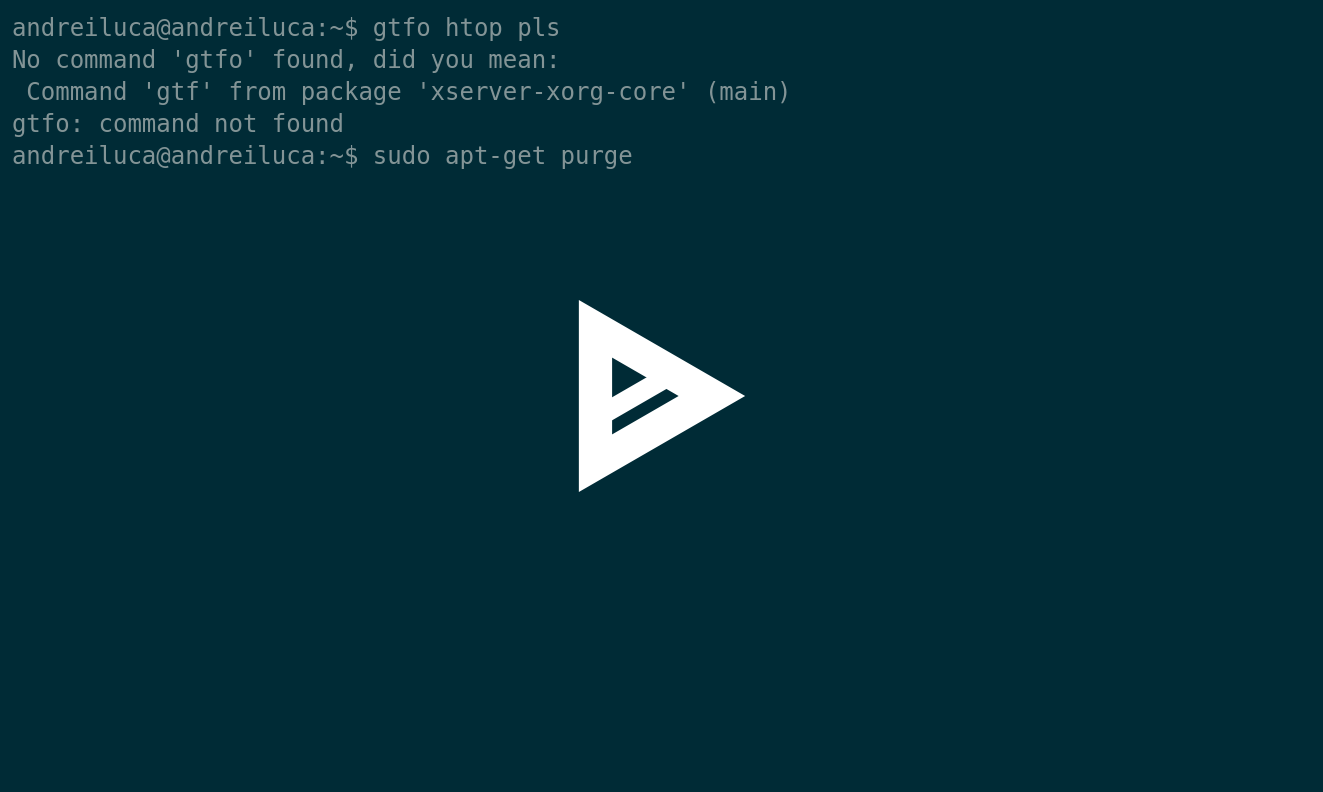 andreiluca@andreiluca:~$ gtfo htop pls
No command 'gtfo' found, did you mean:
 Command 'gtf' from package 'xserver-xorg-core' (main)
gtfo: command not found
andreiluca@andreiluca:~$ sudo apt-get purge